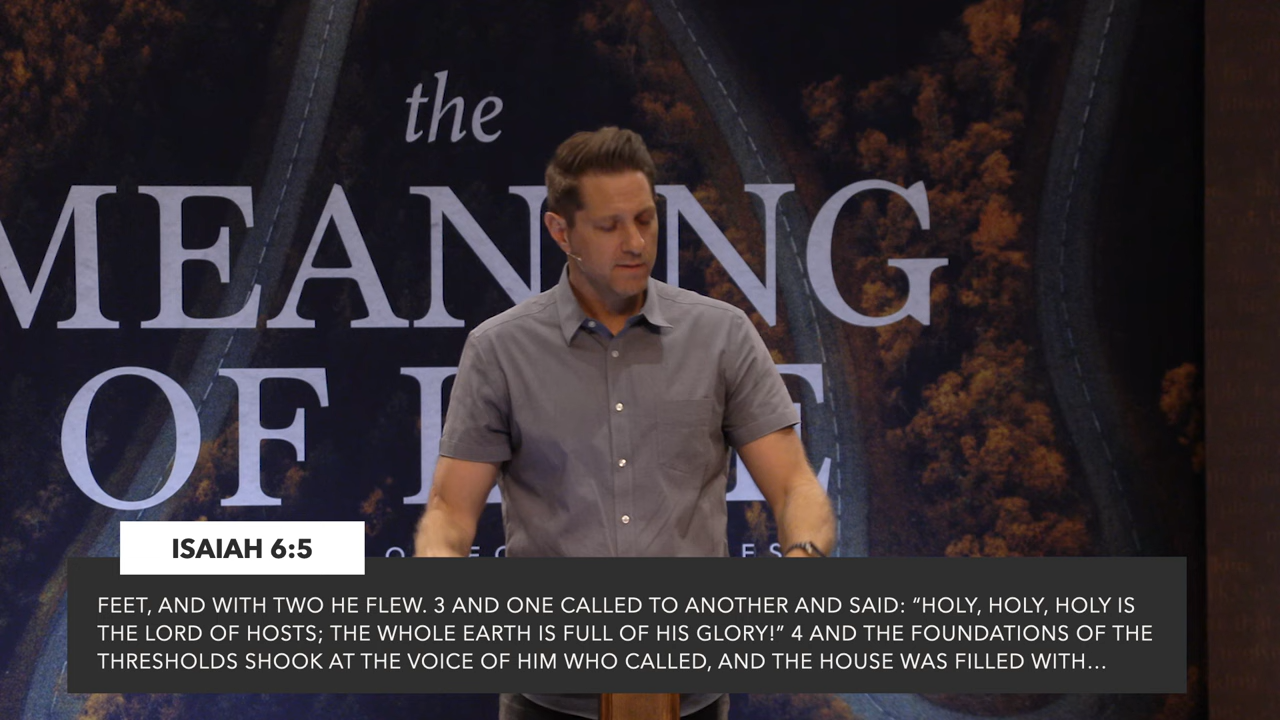 the
MEANING
OF
ISAIAH 6:5
FEET, AND WITH TWO HE FLEW. 3 AND ONE CALLED TO ANOTHER AND SAID: “HOLY, HOLY, HOLY IS
THE LORD OF HOSTS; THE WHOLE EARTH IS FULL OF HIS GLORY!” 4 AND THE FOUNDATIONS OF THE
THRESHOLDS SHOOK AT THE VOICE OF HIM WHO CALLED, AND THE HOUSE WAS FILLED WITH…